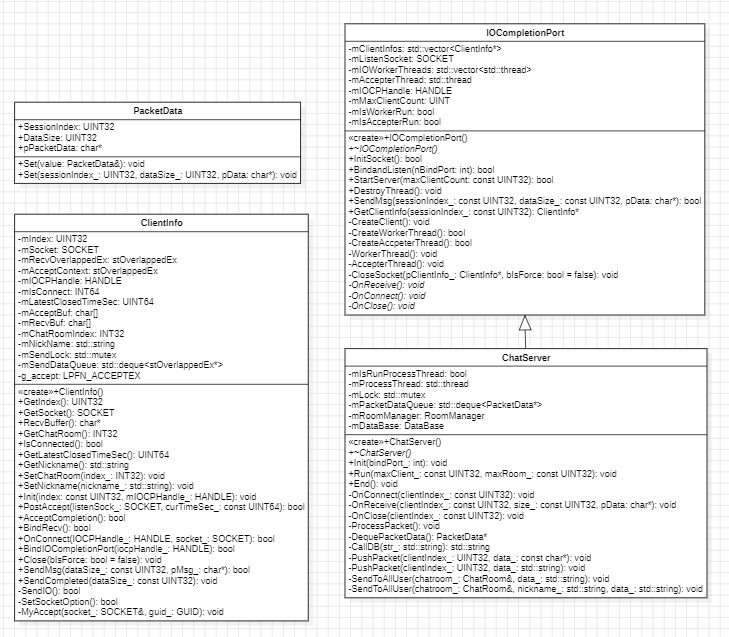 PacketData
+SessionIndex: UINT32
+DataSize: UINT32
+pPacketData: char*
+Set(value: PacketData&): void
+Set(sessionIndex_: UINT32, dataSize_: UINT32, pData: char*): void
ClientInfo
-mIndex: UINT32
-mSocket: SOCKET
-mRecvOverlappedEx: stOverlappedEx
-mAcceptContext: stOverlappedEx
-mIOCPHandle: HANDLE
-mIsConnect: INT64
-mLatestClosedTimeSec: UINT64
-mAcceptBuf: char[]
-mRecvBuf: char[]
-mChatRoomIndex: INT32
-mNickName: std::string
-mSendLock: std::mutex
-mSendDataQueue: std::deque<stOverlappedEx*>
-g_accept: LPFN_ACCEPTEX
«create»+ClientInfo()
+GetIndex(): UINT32
+GetSocket(): SOCKET
+RecvBuffer(): char*
+GetChatRoom(): INT32
+IsConnected(): bool
+GetLatestClosedTimeSec(): UINT64
+GetNickname(): std::string
+SetChatRoom(index_: INT32): void
+SetNickname(nickname_: std::string): void
+Init(index: const UINT32, mIOCPHandle_: HANDLE): void
+PostAccept(listenSock_: SOCKET, curTimeSec_: const UINT64): bool
+AcceptCompletion(): bool
+BindRecv(): bool
+OnConnect(IOCPHandle_: HANDLE, socket_: SOCKET): bool
+BindIOCompletionPort(iocpHandle_: HANDLE): bool
+Close(bIsForce: bool = false): void
+SendMsg(dataSize_: const UINT32, pMsg_: char*): bool
+SendCompleted(dataSize_: const UINT32): void
-SendIO(): bool
-SetSocketOption(): bool
-MyAccept(socket_: SOCKET&, guid_: GUID): void
IOCompletionPort
-mClientInfos: std::vector<ClientInfo*>
-mListenSocket: SOCKET
-mIOWorkerThreads: std::vector<std::thread>
-mAccepterThread: std::thread
-mIOCPHandle: HANDLE
-mMaxClientCount: UINT
-mIsWorkerRun: bool
-mIsAccepterRun: bool
«create»+IOCompletionPort()
+~IOCompletionPort()
+InitSocket(): bool
+BindandListen(nBindPort: int): bool
+StartServer(maxClientCount: const UINT32): bool
+DestroyThread(): void
+SendMsg(sessionIndex_: const UINT32, dataSize_: const UINT32, pData: char*): bool
+GetClientInfo(sessionIndex_: const UINT32): ClientInfo*
-CreateClient(): void
-CreateWorkerThread(): bool
-CreateAccpeterThread(): bool
-WorkerThread(): void
-AccepterThread(): void
-CloseSocket(pClientInfo_: ClientInfo*, bIsForce: bool = false): void
-OnReceive(): void
-OnConnect(): void
-OnClose(): void
ChatServer
-mIsRunProcessThread: bool
-mProcessThread: std::thread
-mLock: std::mutex
-mPacketDataQueue: std::deque<PacketData*>
-mRoomManager: RoomManager
-mDataBase: DataBase
«create»+ChatServer()
+~ChatServer()
+Init(bindPort_: int): void
+Run(maxClient_: const UINT32, maxRoom_: const UINT32): void
+End(): void
-OnConnect(clientIndex_: const UINT32): void
-OnReceive(clientIndex_: const UINT32, size_: const UINT32, pData: char*): void
-OnClose(clientIndex_: const UINT32): void
-ProcessPacket(): void
-DequePacketData(): PacketData*
-CallDB(str_: std::string): std::string
-PushPacket(clientIndex_: UINT32, data_: const char*): void
-PushPacket(clientIndex_: UINT32, data_: std::string): void
-SendToAllUser(chatroom_: ChatRoom&, data_: std::string): void
-SendToAllUser(chatroom_: ChatRoom&, nickname_: std::string, data_: std::string): void